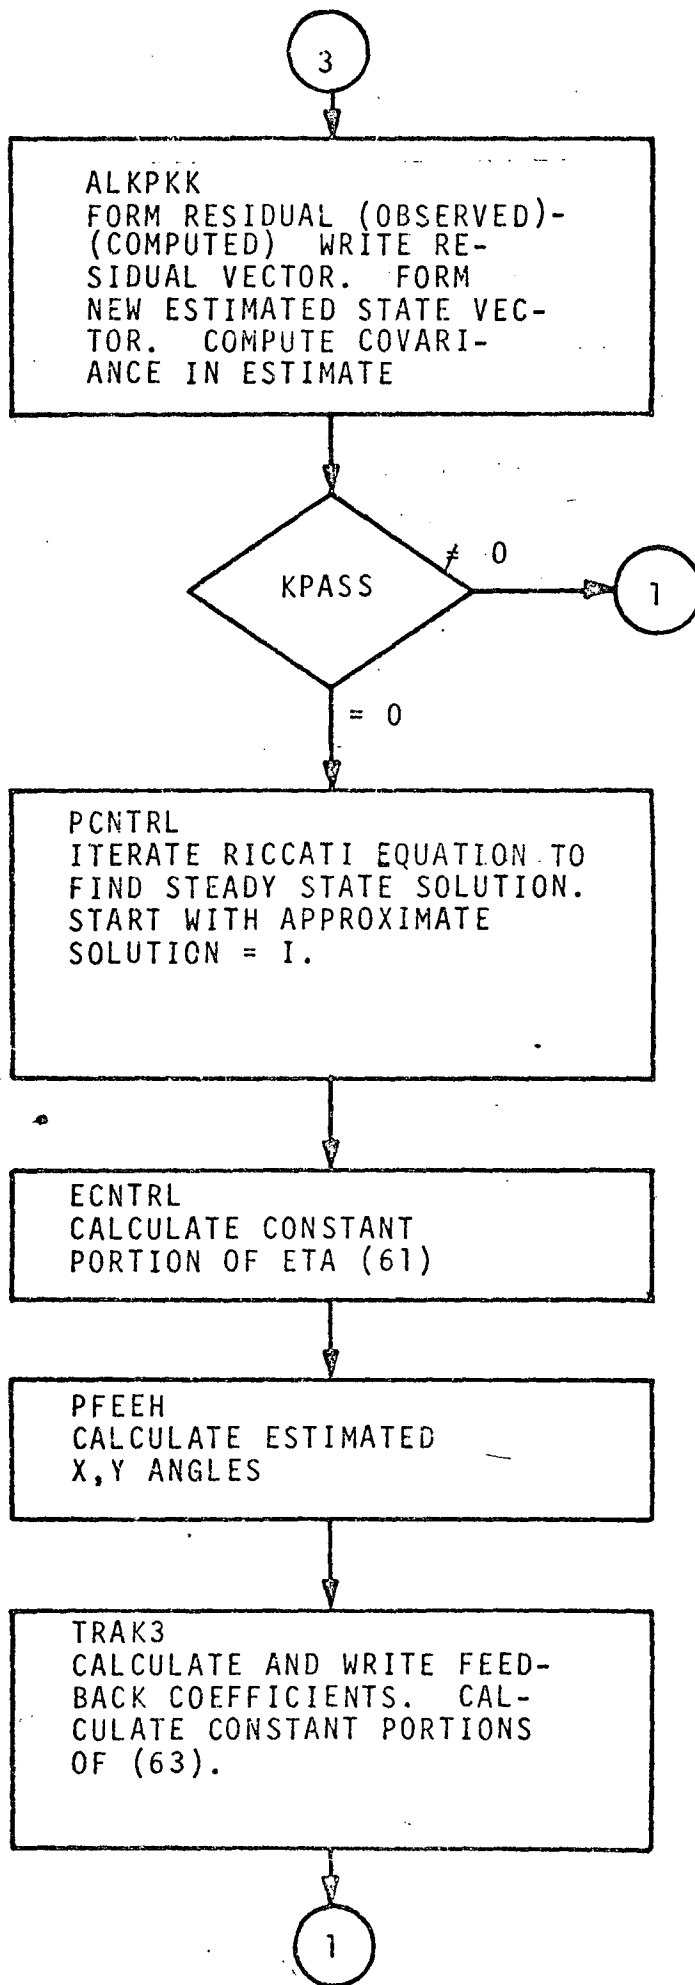 3
ALKPKK
FORM RESIDUAL (OBSERVED)-
(COMPUTED) WRITE RE-
SIDUAL VECTOR. FORM
NEW ESTIMATED STATE VEC-
TOR. COMPUTE COVARI-
ANCE IN ESTIMATE
≠ 0
KPASS
1
= 0
PCNTRL
ITERATE RICCATI EQUATION TO
FIND STEADY STATE SOLUTION.
START WITH APPROXIMATE
SOLUTION = I.
ECNTRL
CALCULATE CONSTANT
PORTION OF ETA (61)
PFEEH
CALCULATE ESTIMATED
X,Y ANGLES
TRAK3
CALCULATE AND WRITE FEED-
BACK COEFFICIENTS. CAL-
CULATE CONSTANT PORTIONS
OF (63).
1